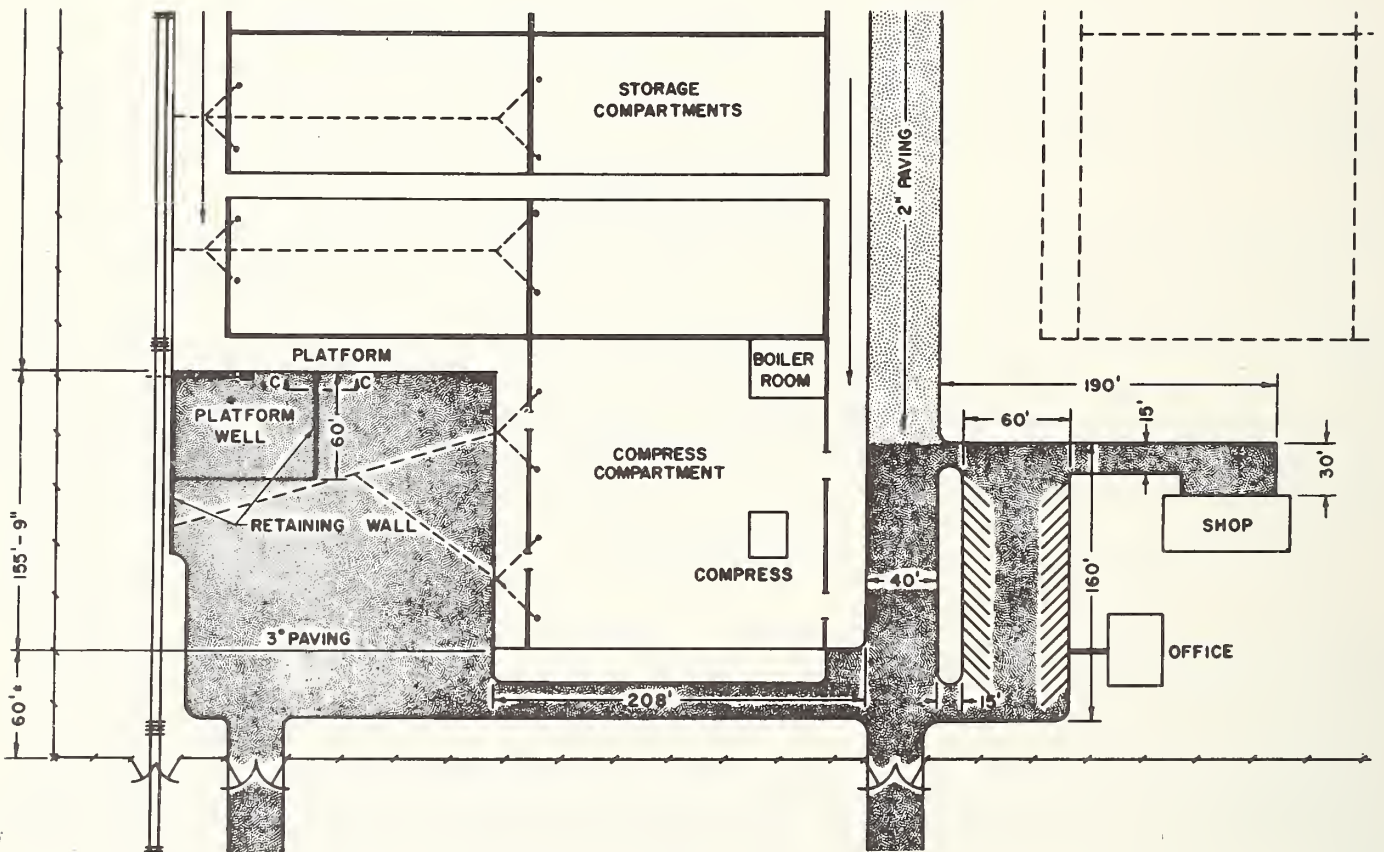 STORAGE
COMPARTMENTS
2" PAVING
PLATFORM
BOILER
ROOM
C
C
190'
PLATFORM
WELL
60'
60'
15'
30'
COMPRESS
COMPARTMENT
RETAINING WALL
SHOP
155'-9"
COMPRESS
40'
160'
3" PAVING
OFFICE
60'±
208'
15'